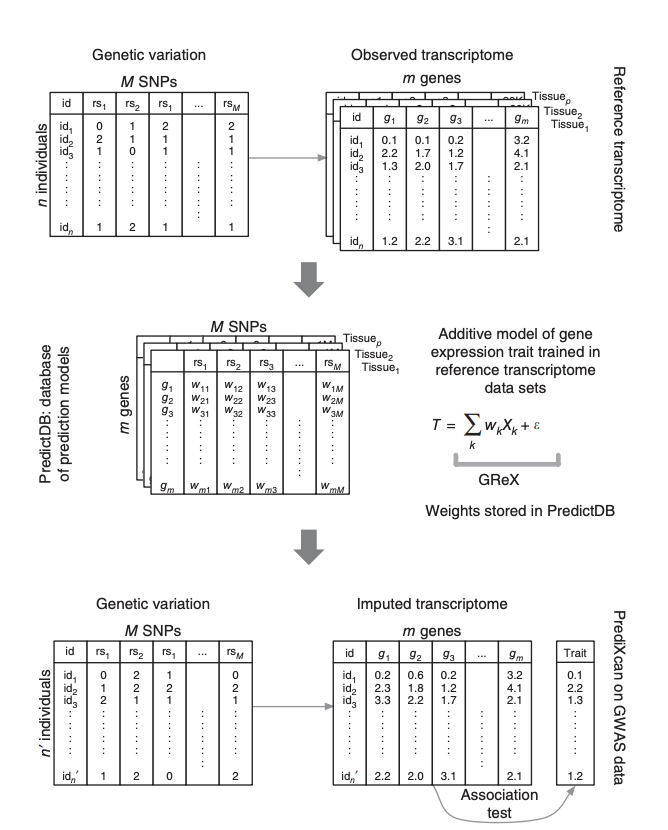 Genetic variation
Observed transcriptome
M SNPs
m genes
Tissue_p
Tissue_2
Tissue_1
id rs_1 rs_2 rs_1 ... rs_M
id_1 0 1 2 2
id_2 2 1 1 1
id_3 1 0 1 1
id_n 1 2 1 1
n individuals
id g_1 g_2 g_3 ... g_m
id_1 0.1 0.1 0.2 3.2
id_2 2.2 1.7 1.2 4.1
id_3 1.3 2.0 1.7 2.1
id_n 1.2 2.2 3.1 2.1
Reference transcriptome
PredictDB: database
of prediction models
M SNPs
m genes
Tissue_p
Tissue_2
Tissue_1
rs_1 rs_2 rs_3 ... rs_M
g_1 w_11 w_12 w_13 w_1M
g_2 w_21 w_22 w_23 w_2M
g_3 w_31 w_32 w_33 w_3M
g_m w_m1 w_m2 w_m3 w_mM
Additive model of gene
expression trait trained in
reference transcriptome
data sets
T = ∑_k w_kX_k + ε
GReX
Weights stored in PredictDB
Genetic variation
Imputed transcriptome
M SNPs
m genes
n′ individuals
id rs_1 rs_2 rs_1 ... rs_M
id_1 0 2 1 0
id_2 1 2 2 2
id_3 2 1 1 1
id_n′ 1 2 0 2
id g_1 g_2 g_3 ... g_m
id_1 0.2 0.6 0.2 3.2
id_2 2.3 1.8 1.2 4.1
id_3 3.3 2.2 1.7 2.1
id_n′ 2.2 2.0 3.1 2.1
Trait
0.1
2.2
1.3
1.2
Association
test
PrediXcan on GWAS data